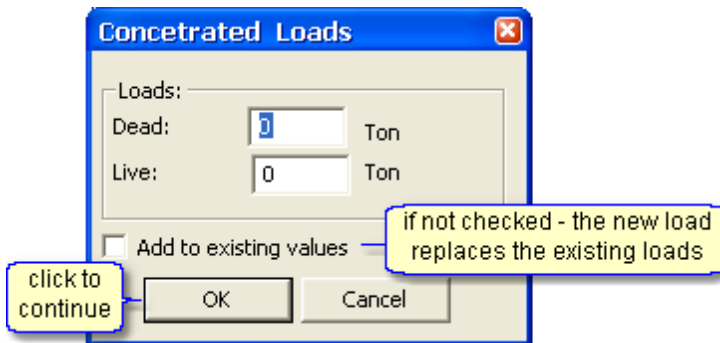 Concetrated Loads
Loads:
Dead: 0 Ton
Live: 0 Ton
Add to existing values
if not checked - the new load
replaces the existing loads
click to
continue
OK Cancel